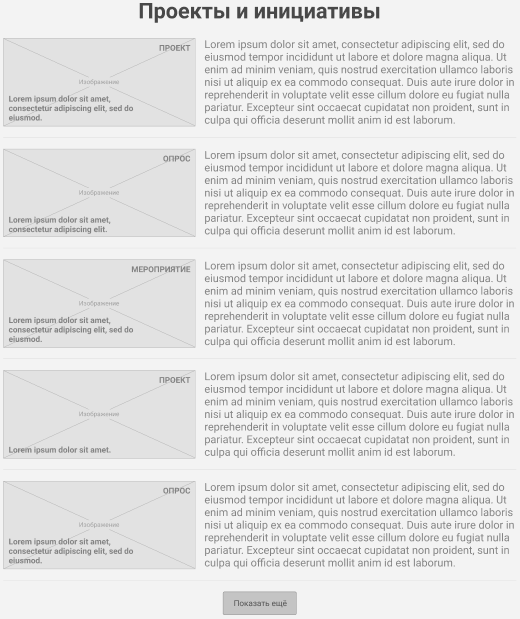 Проекты и инициативы
ПРОЕКТ
Изображение
Lorem ipsum dolor sit amet,
consectetur adipiscing elit, sed do
eiusmod.
Lorem ipsum dolor sit amet, consectetur adipiscing elit, sed do
eiusmod tempor incididunt ut labore et dolore magna aliqua. Ut
enim ad minim veniam, quis nostrud exercitation ullamco laboris
nisi ut aliquip ex ea commodo consequat. Duis aute irure dolor in
reprehenderit in voluptate velit esse cillum dolore eu fugiat nulla
pariatur. Excepteur sint occaecat cupidatat non proident, sunt in
culpa qui officia deserunt mollit anim id est laborum.
ОПРОС
Изображение
Lorem ipsum dolor sit amet,
consectetur adipiscing elit.
Lorem ipsum dolor sit amet, consectetur adipiscing elit, sed do
eiusmod tempor incididunt ut labore et dolore magna aliqua. Ut
enim ad minim veniam, quis nostrud exercitation ullamco laboris
nisi ut aliquip ex ea commodo consequat. Duis aute irure dolor in
reprehenderit in voluptate velit esse cillum dolore eu fugiat nulla
pariatur. Excepteur sint occaecat cupidatat non proident, sunt in
culpa qui officia deserunt mollit anim id est laborum.
МЕРОПРИЯТИЕ
Изображение
Lorem ipsum dolor sit amet,
consectetur adipiscing elit, sed do
eiusmod.
Lorem ipsum dolor sit amet, consectetur adipiscing elit, sed do
eiusmod tempor incididunt ut labore et dolore magna aliqua. Ut
enim ad minim veniam, quis nostrud exercitation ullamco laboris
nisi ut aliquip ex ea commodo consequat. Duis aute irure dolor in
reprehenderit in voluptate velit esse cillum dolore eu fugiat nulla
pariatur. Excepteur sint occaecat cupidatat non proident, sunt in
culpa qui officia deserunt mollit anim id est laborum.
ПРОЕКТ
Изображение
Lorem ipsum dolor sit amet.
Lorem ipsum dolor sit amet, consectetur adipiscing elit, sed do
eiusmod tempor incididunt ut labore et dolore magna aliqua. Ut
enim ad minim veniam, quis nostrud exercitation ullamco laboris
nisi ut aliquip ex ea commodo consequat. Duis aute irure dolor in
reprehenderit in voluptate velit esse cillum dolore eu fugiat nulla
pariatur. Excepteur sint occaecat cupidatat non proident, sunt in
culpa qui officia deserunt mollit anim id est laborum.
ОПРОС
Изображение
Lorem ipsum dolor sit amet,
consectetur adipiscing elit, sed do
eiusmod.
Lorem ipsum dolor sit amet, consectetur adipiscing elit, sed do
eiusmod tempor incididunt ut labore et dolore magna aliqua. Ut
enim ad minim veniam, quis nostrud exercitation ullamco laboris
nisi ut aliquip ex ea commodo consequat. Duis aute irure dolor in
reprehenderit in voluptate velit esse cillum dolore eu fugiat nulla
pariatur. Excepteur sint occaecat cupidatat non proident, sunt in
culpa qui officia deserunt mollit anim id est laborum.
Показать ещё